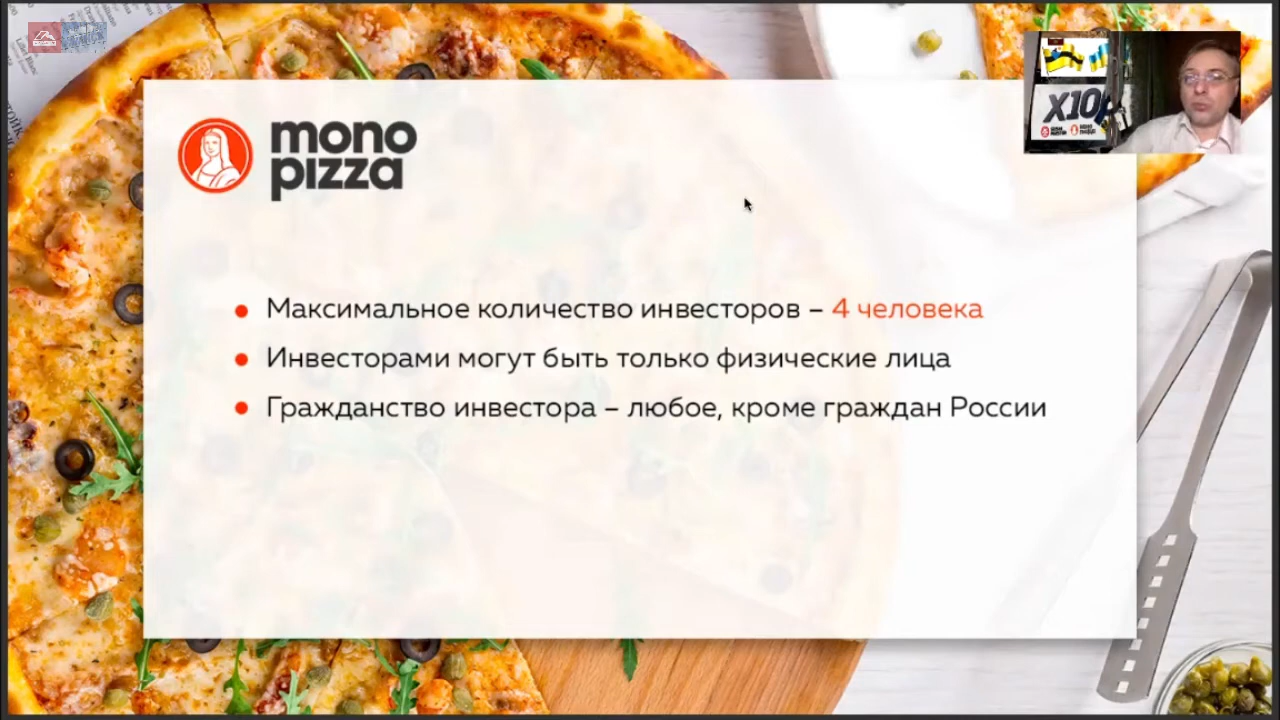 mono
pizza
X10
Максимальное количество инвесторов – 4 человека
Инвесторами могут быть только физические лица
Гражданство инвестора – любое, кроме граждан России